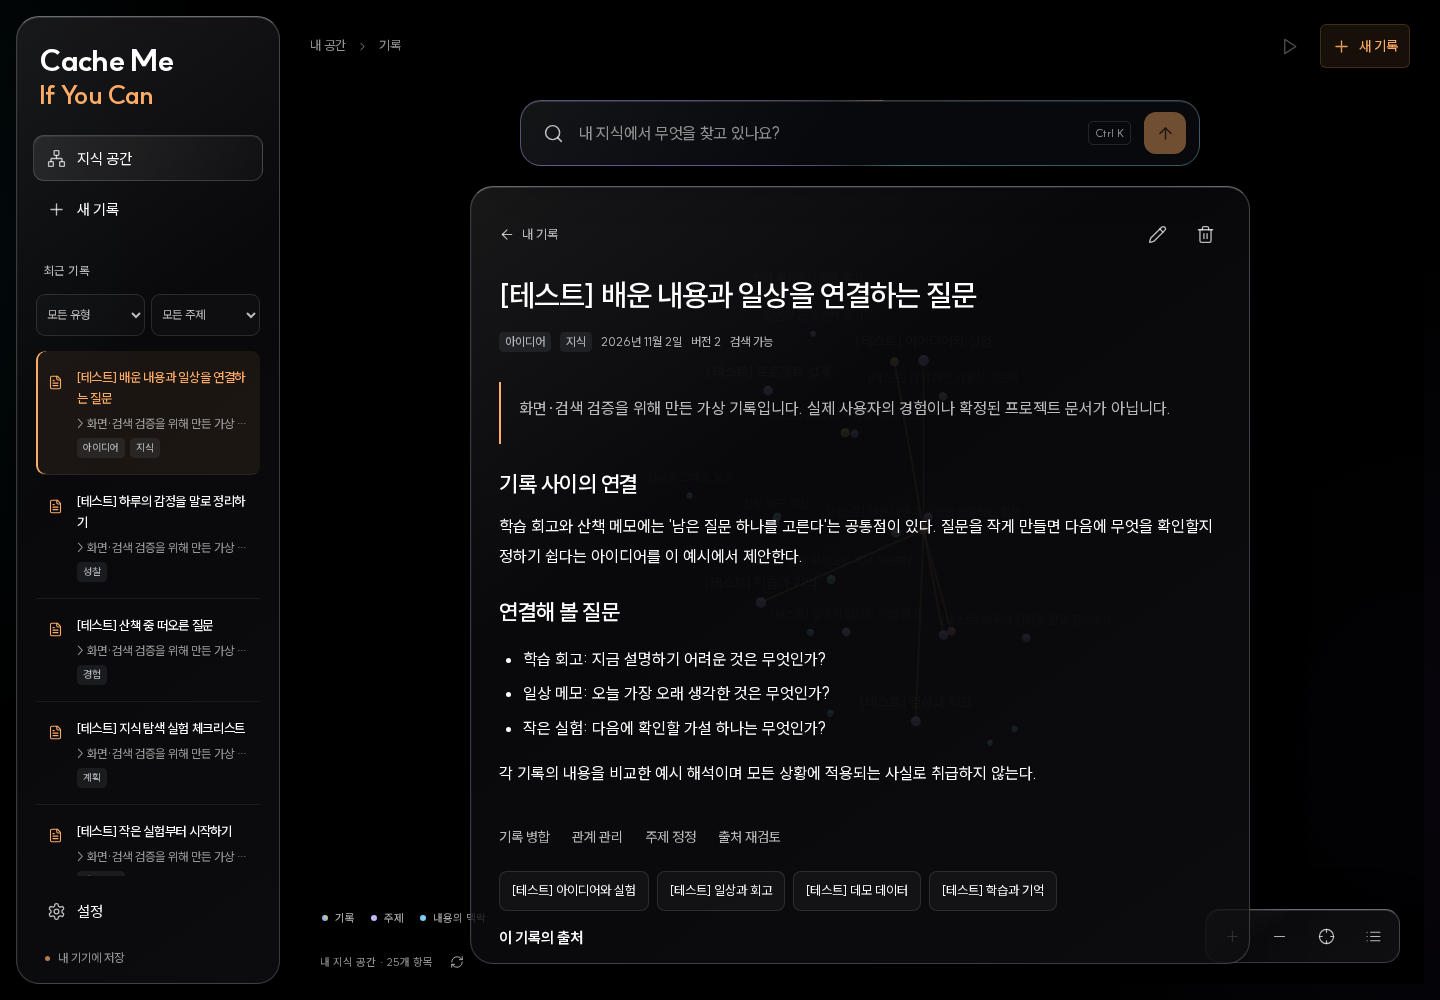 Cache Me
If You Can
지식 공간
새 기록
최근 기록
모든 유형
모든 주제
[테스트] 배운 내용과 일상을 연결하
는 질문
> 화면·검색 검증을 위해 만든 가상 ...
아이디어
지식
[테스트] 하루의 감정을 말로 정리하
기
> 화면·검색 검증을 위해 만든 가상 ...
성찰
[테스트] 산책 중 떠오른 질문
> 화면·검색 검증을 위해 만든 가상 ...
경험
[테스트] 지식 탐색 실험 체크리스트
> 화면·검색 검증을 위해 만든 가상 ...
계획
[테스트] 작은 실험부터 시작하기
> 화면·검색 검증을 위해 만든 가상 ...
설정
내 기기에 저장
내 공간 > 기록
새 기록
내 지식에서 무엇을 찾고 있나요?
Ctrl K
내 기록
[테스트] 배운 내용과 일상을 연결하는 질문
아이디어 지식 2026년 11월 2일 버전 2 검색 가능
화면·검색 검증을 위해 만든 가상 기록입니다. 실제 사용자의 경험이나 확정된 프로젝트 문서가 아닙니다.
기록 사이의 연결
학습 회고와 산책 메모에는 '남은 질문 하나를 고른다'는 공통점이 있다. 질문을 작게 만들면 다음에 무엇을 확인할지
정하기 쉽다는 아이디어를 이 예시에서 제안한다.
연결해 볼 질문
학습 회고: 지금 설명하기 어려운 것은 무엇인가?
일상 메모: 오늘 가장 오래 생각한 것은 무엇인가?
작은 실험: 다음에 확인할 가설 하나는 무엇인가?
각 기록의 내용을 비교한 예시 해석이며 모든 상황에 적용되는 사실로 취급하지 않는다.
기록 병합 관계 관리 주제 정정 출처 재검토
[테스트] 아이디어와 실험
[테스트] 일상과 회고
[테스트] 데모 데이터
[테스트] 학습과 기억
이 기록의 출처
기록 주제 내용의 맥락
내 지식 공간 · 25개 항목